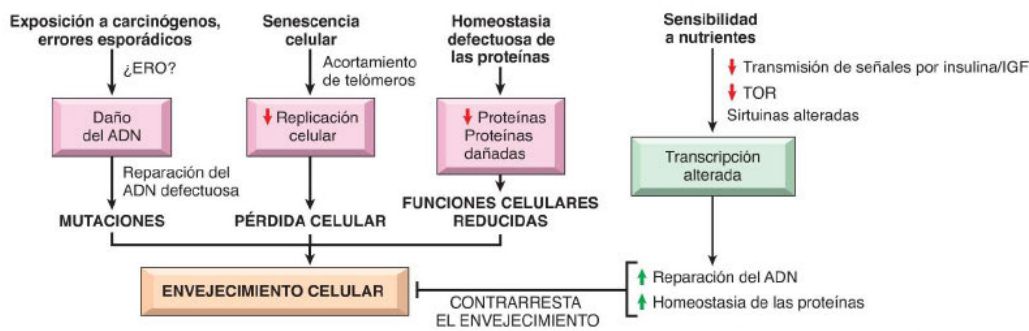 Exposición a carcinógenos,
errores esporádicos
¿ERO?
Daño
del ADN
Reparación del
ADN defectuosa
MUTACIONES
Senescencia
celular
Acortamiento
de telómeros
Replicación
celular
PÉRDIDA CELULAR
Homeostasia
defectuosa de
las proteínas
Proteínas
Proteínas
dañadas
FUNCIONES CELULARES
REDUCIDAS
Sensibilidad
a nutrientes
Transmisión de señales por insulina/IGF
TOR
Sirtuinas alteradas
Transcripción
alterada
Reparación del ADN
Homeostasia de las proteínas
CONTRARRESTA
EL ENVEJECIMIENTO
ENVEJECIMIENTO CELULAR